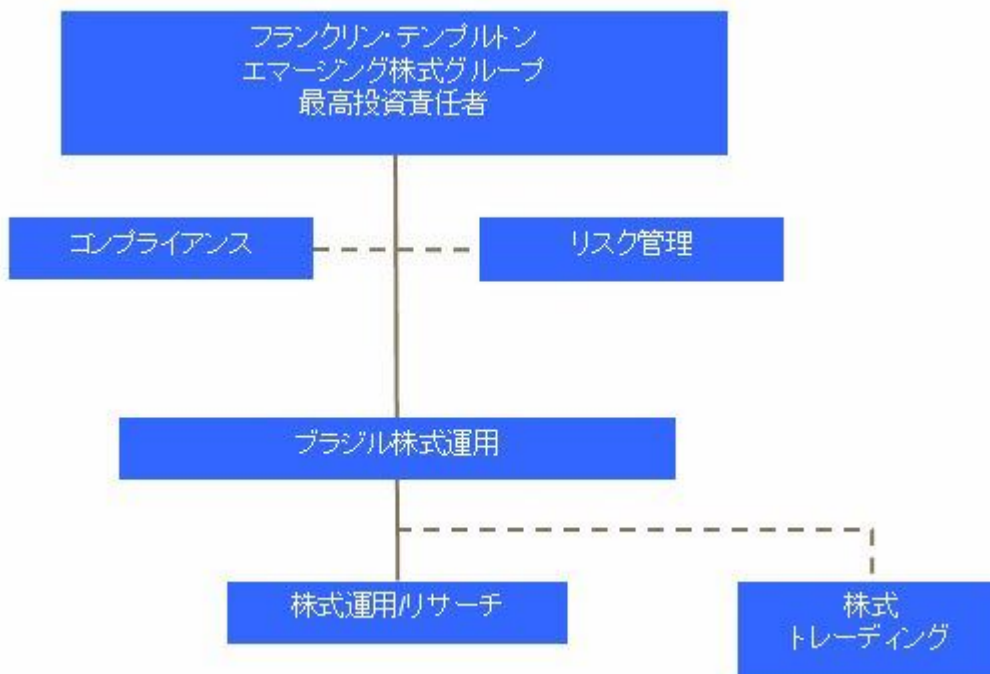 フランクリン・テンプルトン
エマージング株式グループ
最高投資責任者
コンプライアンス
リスク管理
ブラジル株式運用
株式運用/リサーチ
株式
トレーディング